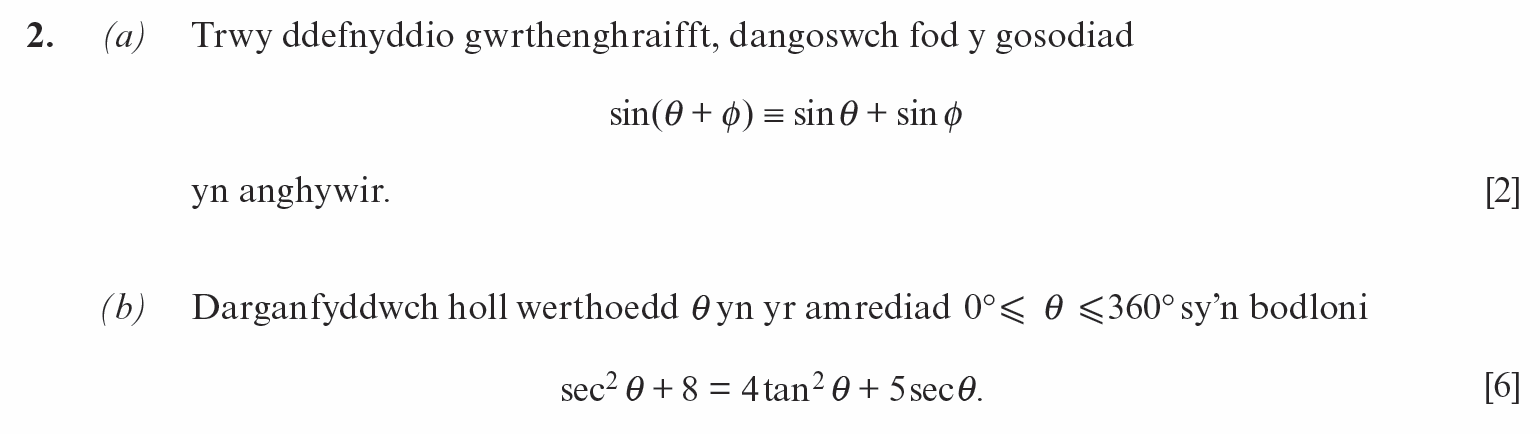 2. (a) Trwy ddefnyddio gwrthenghraifft, dangoswch fod y gosodiad
sin(θ + ϕ) ≡ sin θ + sin ϕ
yn anghywir. [2]
(b) Darganfyddwch holl werthoedd θ yn yr amrediad 0° ⩽ θ ⩽ 360° sy’n bodloni
sec² θ + 8 = 4 tan² θ + 5 sec θ. [6]